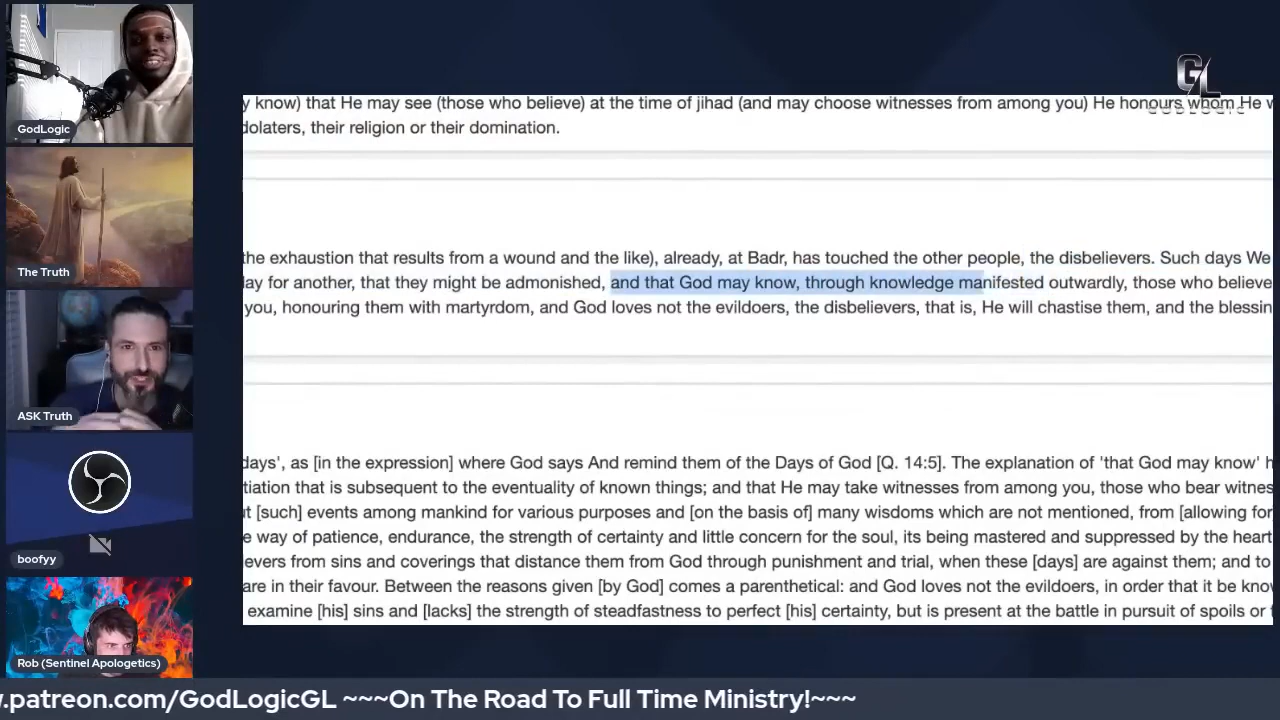 GodLogic
The Truth
ASK Truth
boofyy
Rob (Sentinel Apologetics)
GL
GODLOGIC
y know) that He may see (those who believe) at the time of jihad (and may choose witnesses from among you) He honours whom He w
dolaters, their religion or their domination.
the exhaustion that results from a wound and the like), already, at Badr, has touched the other people, the disbelievers. Such days We
ay for another, that they might be admonished, and that God may know, through knowledge manifested outwardly, those who believe
you, honouring them with martyrdom, and God loves not the evildoers, the disbelievers, that is, He will chastise them, and the blessin
days', as [in the expression] where God says And remind them of the Days of God [Q. 14:5]. The explanation of 'that God may know' h
tiation that is subsequent to the eventuality of known things; and that He may take witnesses from among you, those who bear witnes
t [such] events among mankind for various purposes and [on the basis of] many wisdoms which are not mentioned, from [allowing for
e way of patience, endurance, the strength of certainty and little concern for the soul, its being mastered and suppressed by the heart
evers from sins and coverings that distance them from God through punishment and trial, when these [days] are against them; and to
are in their favour. Between the reasons given [by God] comes a parenthetical: and God loves not the evildoers, in order that it be kno
examine [his] sins and [lacks] the strength of steadfastness to perfect [his] certainty, but is present at the battle in pursuit of spoils or
.patreon.com/GodLogicGL ~~~On The Road To Full Time Ministry!~~~